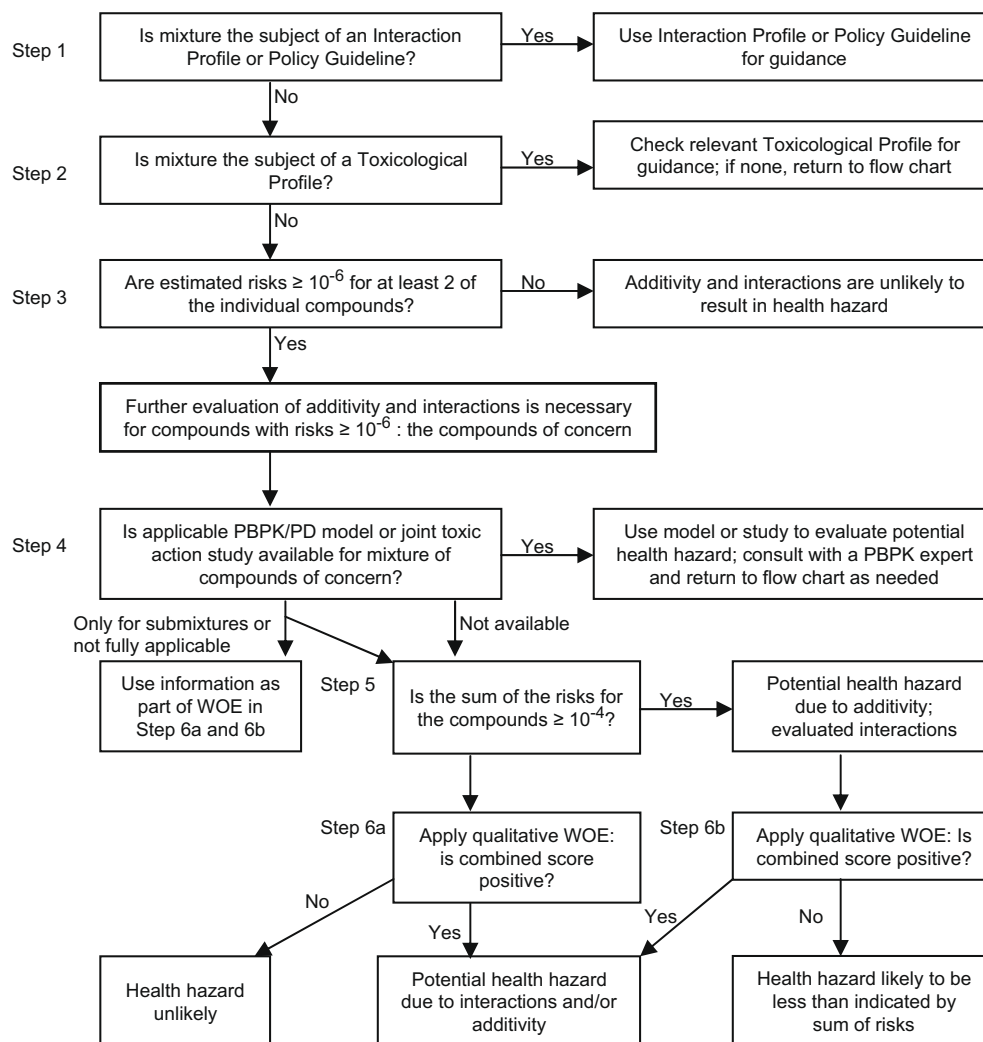 Step 1
Is mixture the subject of an Interaction
Profile or Policy Guideline?
Yes
Use Interaction Profile or Policy Guideline
for guidance
No
Step 2
Is mixture the subject of a Toxicological
Profile?
Yes
Check relevant Toxicological Profile for
guidance; if none, return to flow chart
No
Step 3
Are estimated risks ≥ 10^-6 for at least 2 of
the individual compounds?
No
Additivity and interactions are unlikely to
result in health hazard
Yes
Further evaluation of additivity and interactions is necessary
for compounds with risks ≥ 10^-6 : the compounds of concern
Step 4
Is applicable PBPK/PD model or joint toxic
action study available for mixture of
compounds of concern?
Yes
Use model or study to evaluate potential
health hazard; consult with a PBPK expert
and return to flow chart as needed
Only for submixtures or
not fully applicable
Not available
Use information as
part of WOE in
Step 6a and 6b
Step 5
Is the sum of the risks for
the compounds ≥ 10^-4?
Yes
Potential health hazard
due to additivity;
evaluated interactions
Step 6a
Apply qualitative WOE:
is combined score
positive?
Step 6b
Apply qualitative WOE: Is
combined score positive?
No
Yes
Yes
No
Health hazard
unlikely
Potential health hazard
due to interactions and/or
additivity
Health hazard likely to be
less than indicated by
sum of risks